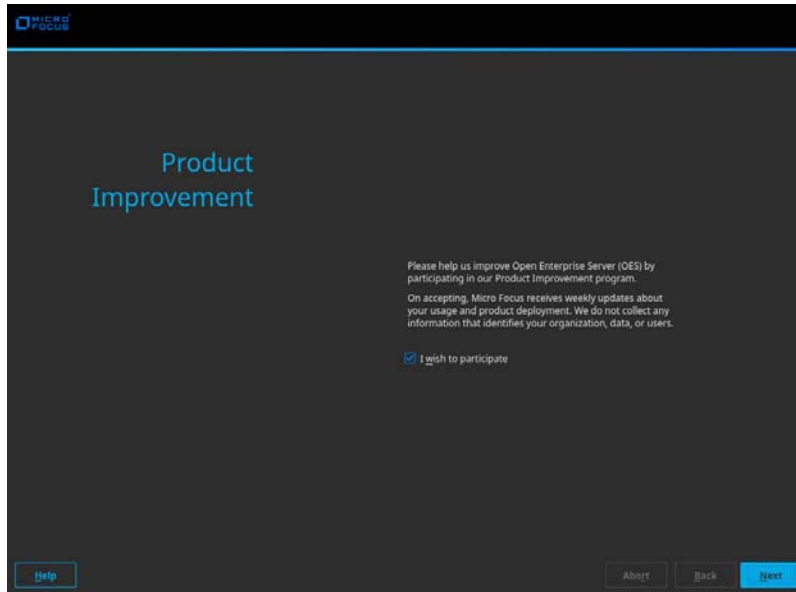 MICRO
FOCUS
Product
Improvement
Please help us improve Open Enterprise Server (OES) by
participating in our Product Improvement program.
On accepting, Micro Focus receives weekly updates about
your usage and product deployment. We do not collect any
information that identifies your organization, data, or users.
I wish to participate
Help
Abort
Back
Next